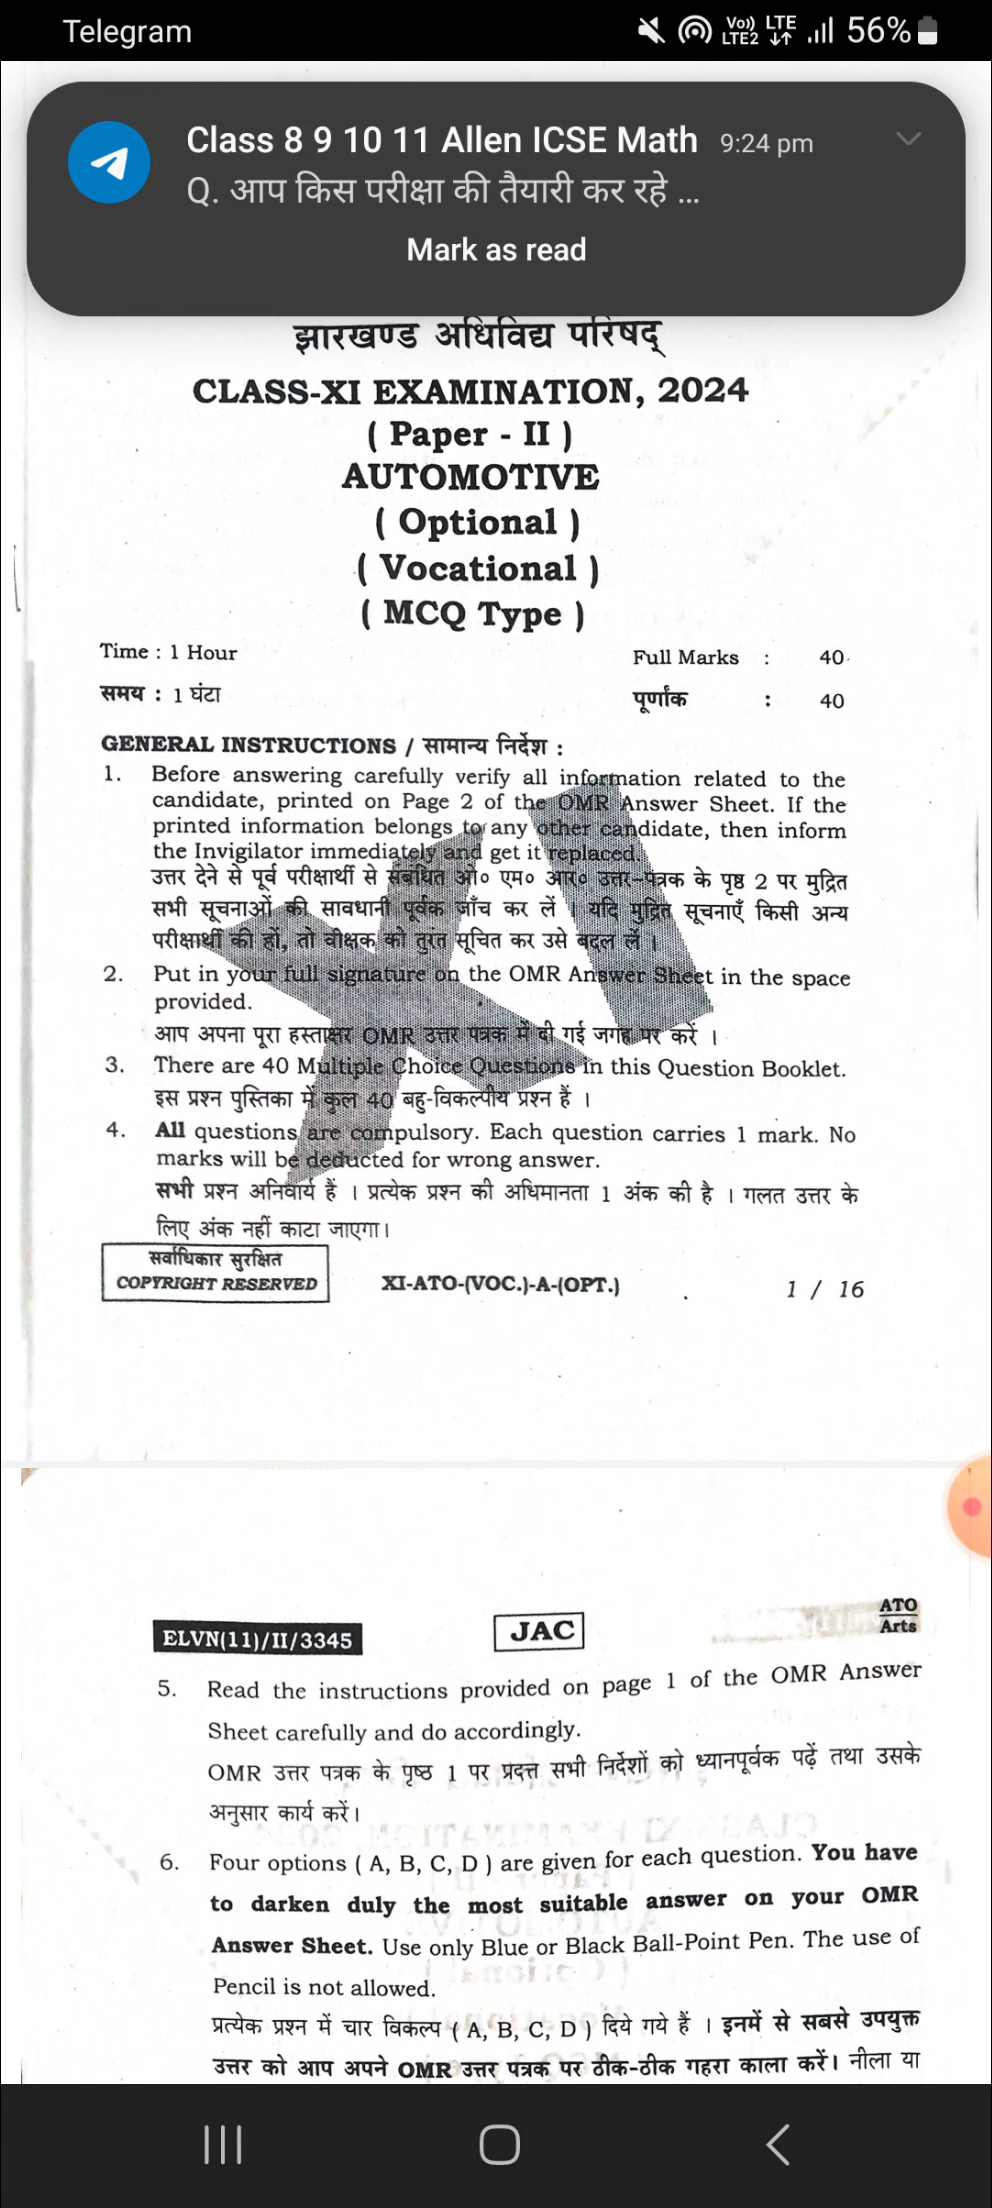 Telegram
Vo)) LTE2 LTE 56%
Class 8 9 10 11 Allen ICSE Math 9:24 pm
Q. आप किस परीक्षा की तैयारी कर रहे ...
Mark as read
झारखण्ड अधिविद्य परिषद्
CLASS-XI EXAMINATION, 2024
( Paper - II )
AUTOMOTIVE
( Optional )
( Vocational )
( MCQ Type )
Time : 1 Hour Full Marks : 40
समय : 1 घंटा पूर्णांक : 40
GENERAL INSTRUCTIONS / सामान्य निर्देश :
1. Before answering carefully verify all information related to the
candidate, printed on Page 2 of the OMR Answer Sheet. If the
printed information belongs to any other candidate, then inform
the Invigilator immediately and get it replaced.
उत्तर देने से पूर्व परीक्षार्थी से संबंधित ओ० एम० आर० उत्तर-पत्रक के पृष्ठ 2 पर मुद्रित
सभी सूचनाओं की सावधानी पूर्वक जाँच कर लें । यदि मुद्रित सूचनाएँ किसी अन्य
परीक्षार्थी की हों, तो वीक्षक को तुरंत सूचित कर उसे बदल लें ।
2. Put in your full signature on the OMR Answer Sheet in the space
provided.
आप अपना पूरा हस्ताक्षर OMR उत्तर पत्रक में दी गई जगह पर करें ।
3. There are 40 Multiple Choice Questions in this Question Booklet.
इस प्रश्न पुस्तिका में कुल 40 बहु-विकल्पीय प्रश्न हैं ।
4. All questions are compulsory. Each question carries 1 mark. No
marks will be deducted for wrong answer.
सभी प्रश्न अनिवार्य हैं । प्रत्येक प्रश्न की अधिमानता 1 अंक की है । गलत उत्तर के
लिए अंक नहीं काटा जाएगा।
सर्वाधिकार सुरक्षित
COPYRIGHT RESERVED XI-ATO-(VOC.)-A-(OPT.) 1 / 16
XI
ATO
ELVN(11)/II/3345 JAC Arts
5. Read the instructions provided on page 1 of the OMR Answer
Sheet carefully and do accordingly.
OMR उत्तर पत्रक के पृष्ठ 1 पर प्रदत्त सभी निर्देशों को ध्यानपूर्वक पढ़ें तथा उसके
अनुसार कार्य करें।
6. Four options ( A, B, C, D ) are given for each question. You have
to darken duly the most suitable answer on your OMR
Answer Sheet. Use only Blue or Black Ball-Point Pen. The use of
Pencil is not allowed.
प्रत्येक प्रश्न में चार विकल्प ( A, B, C, D ) दिये गये हैं । इनमें से सबसे उपयुक्त
उत्तर को आप अपने OMR उत्तर पत्रक पर ठीक-ठीक गहरा काला करें। नीला या